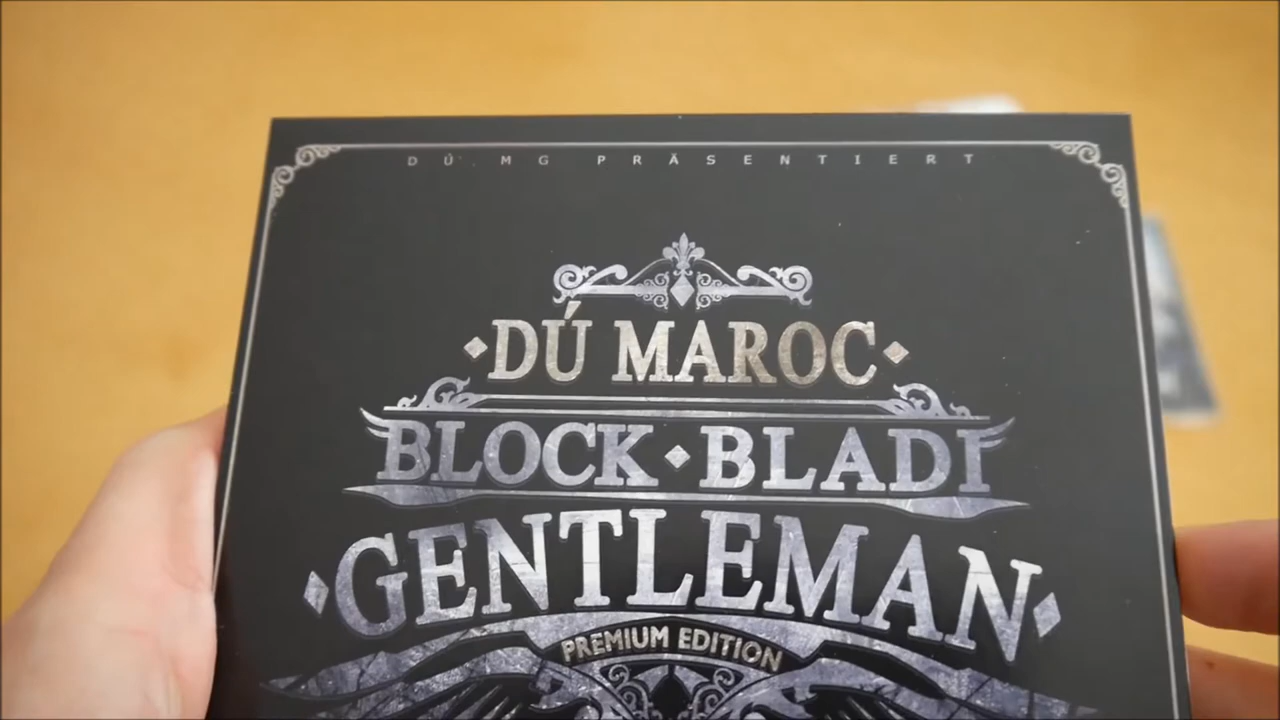 DÚ MG PRÄSENTIERT
DÚ MAROC
BLOCK BLADI
GENTLEMAN
PREMIUM EDITION